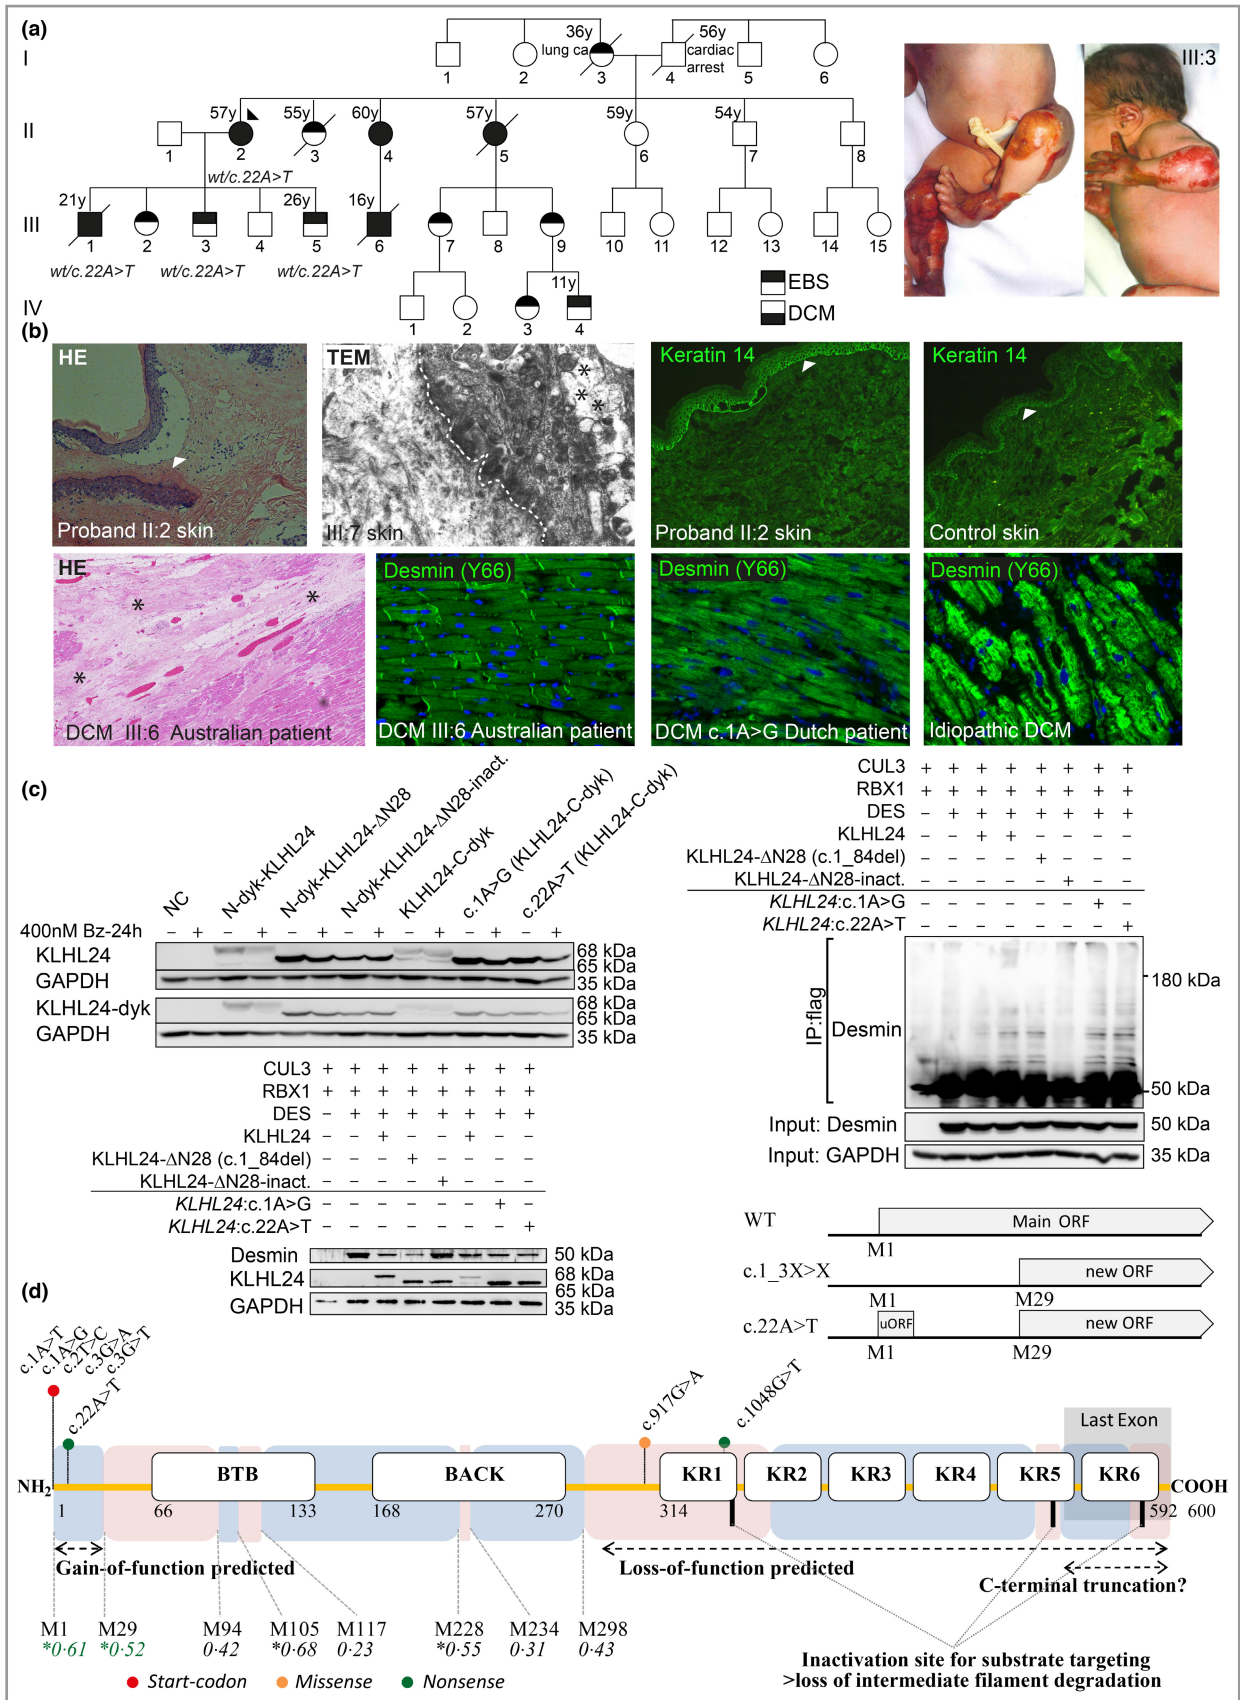 (a)
I
36y
lung ca
56y
cardiac
arrest
1
2
3
4
5
6
III:3
II
57y
55y
60y
57y
59y
54y
1
2
3
4
5
6
7
8
wt/c.22A>T
III
21y
26y
16y
1
2
3
4
5
6
7
8
9
10
11
12
13
14
15
wt/c.22A>T
wt/c.22A>T
wt/c.22A>T
IV
11y
1
2
3
4
EBS
DCM
(b)
HE
Proband II:2 skin
TEM
* * *
III:7 skin
Keratin 14
Proband II:2 skin
Keratin 14
Control skin
HE
* * *
DCM III:6 Australian patient
Desmin (Y66)
DCM III:6 Australian patient
Desmin (Y66)
DCM c.1A>G Dutch patient
Desmin (Y66)
Idiopathic DCM
(c)
NC
N-dyk-KLHL24
N-dyk-KLHL24-ΔN28
N-dyk-KLHL24-ΔN28-inact.
KLHL24-C-dyk
c.1A>G (KLHL24-C-dyk)
c.22A>T (KLHL24-C-dyk)
400nM Bz-24h – + – + – + – + – + – + – +
KLHL24
68 kDa
65 kDa
GAPDH
35 kDa
KLHL24-dyk
68 kDa
65 kDa
GAPDH
35 kDa
CUL3 + + + + + + + +
RBX1 + + + + + + + +
DES – + + + + + + +
KLHL24 – – + – – + – –
KLHL24-ΔN28 (c.1_84del) – – – + – – – –
KLHL24-ΔN28-inact. – – – – + – – –
KLHL24:c.1A>G – – – – – – + –
KLHL24:c.22A>T – – – – – – – +
Desmin 50 kDa
KLHL24 68 kDa
65 kDa
GAPDH 35 kDa
CUL3 + + + + + + + +
RBX1 + + + + + + + +
DES – + + + + + + +
KLHL24 – – + + – – – –
KLHL24-ΔN28 (c.1_84del) – – – – + – – –
KLHL24-ΔN28-inact. – – – – – + – –
KLHL24:c.1A>G – – – – – – + –
KLHL24:c.22A>T – – – – – – – +
IP:flag
Desmin
180 kDa
50 kDa
Input: Desmin 50 kDa
Input: GAPDH 35 kDa
WT
Main ORF
M1
c.1_3X>X
new ORF
M1
M29
c.22A>T
uORF
new ORF
M1
M29
(d)
c.1A>T
c.1A>G
c.2T>C
c.3G>A
c.3G>T
c.22A>T
c.917G>A
c.1048G>T
Last Exon
NH2
BTB
BACK
KR1
KR2
KR3
KR4
KR5
KR6
COOH
1
66
133
168
270
314
592
600
Gain-of-function predicted
Loss-of-function predicted
C-terminal truncation?
M1
M29
M94
M105
M117
M228
M234
M298
*0·61
*0·52
0·42
*0·68
0·23
*0·55
0·31
0·43
Inactivation site for substrate targeting
>loss of intermediate filament degradation
Start-codon
Missense
Nonsense